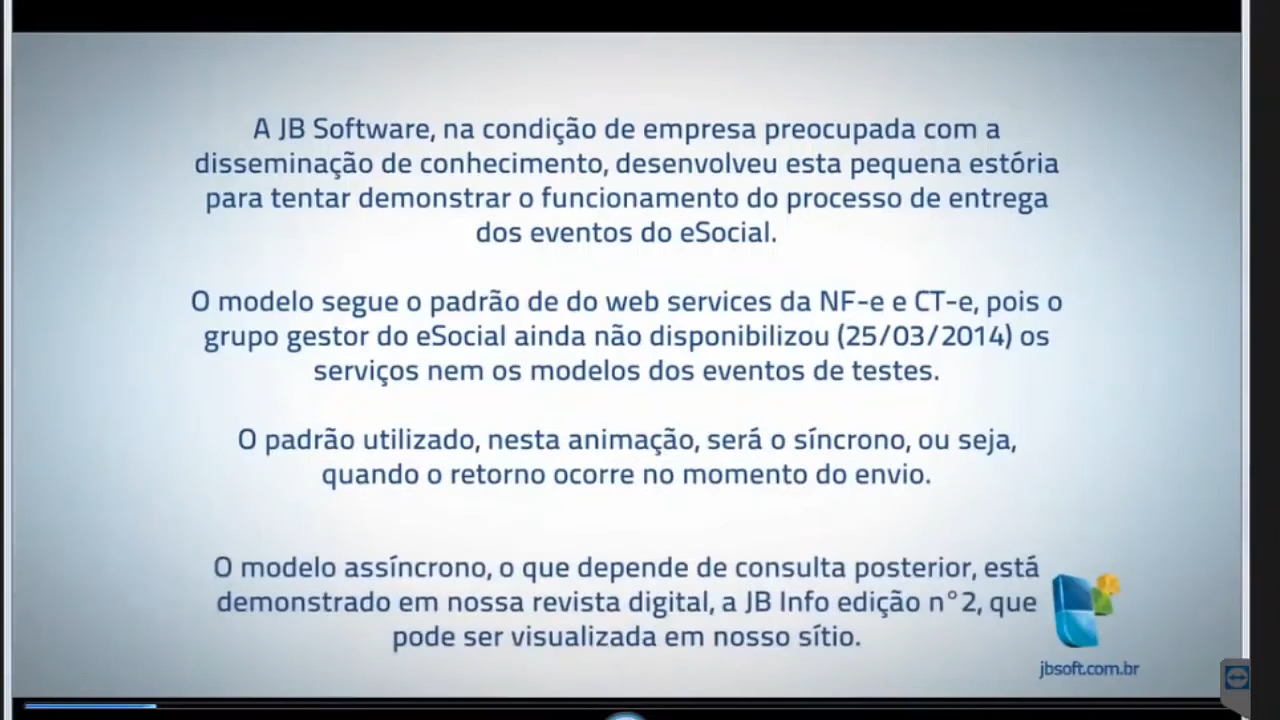 A JB Software, na condição de empresa preocupada com a
disseminação de conhecimento, desenvolveu esta pequena estória
para tentar demonstrar o funcionamento do processo de entrega
dos eventos do eSocial.
O modelo segue o padrão de do web services da NF-e e CT-e, pois o
grupo gestor do eSocial ainda não disponibilizou (25/03/2014) os
serviços nem os modelos dos eventos de testes.
O padrão utilizado, nesta animação, será o síncrono, ou seja,
quando o retorno ocorre no momento do envio.
O modelo assíncrono, o que depende de consulta posterior, está
demonstrado em nossa revista digital, a JB Info edição n°2, que
pode ser visualizada em nosso sítio.
jbsoft.com.br